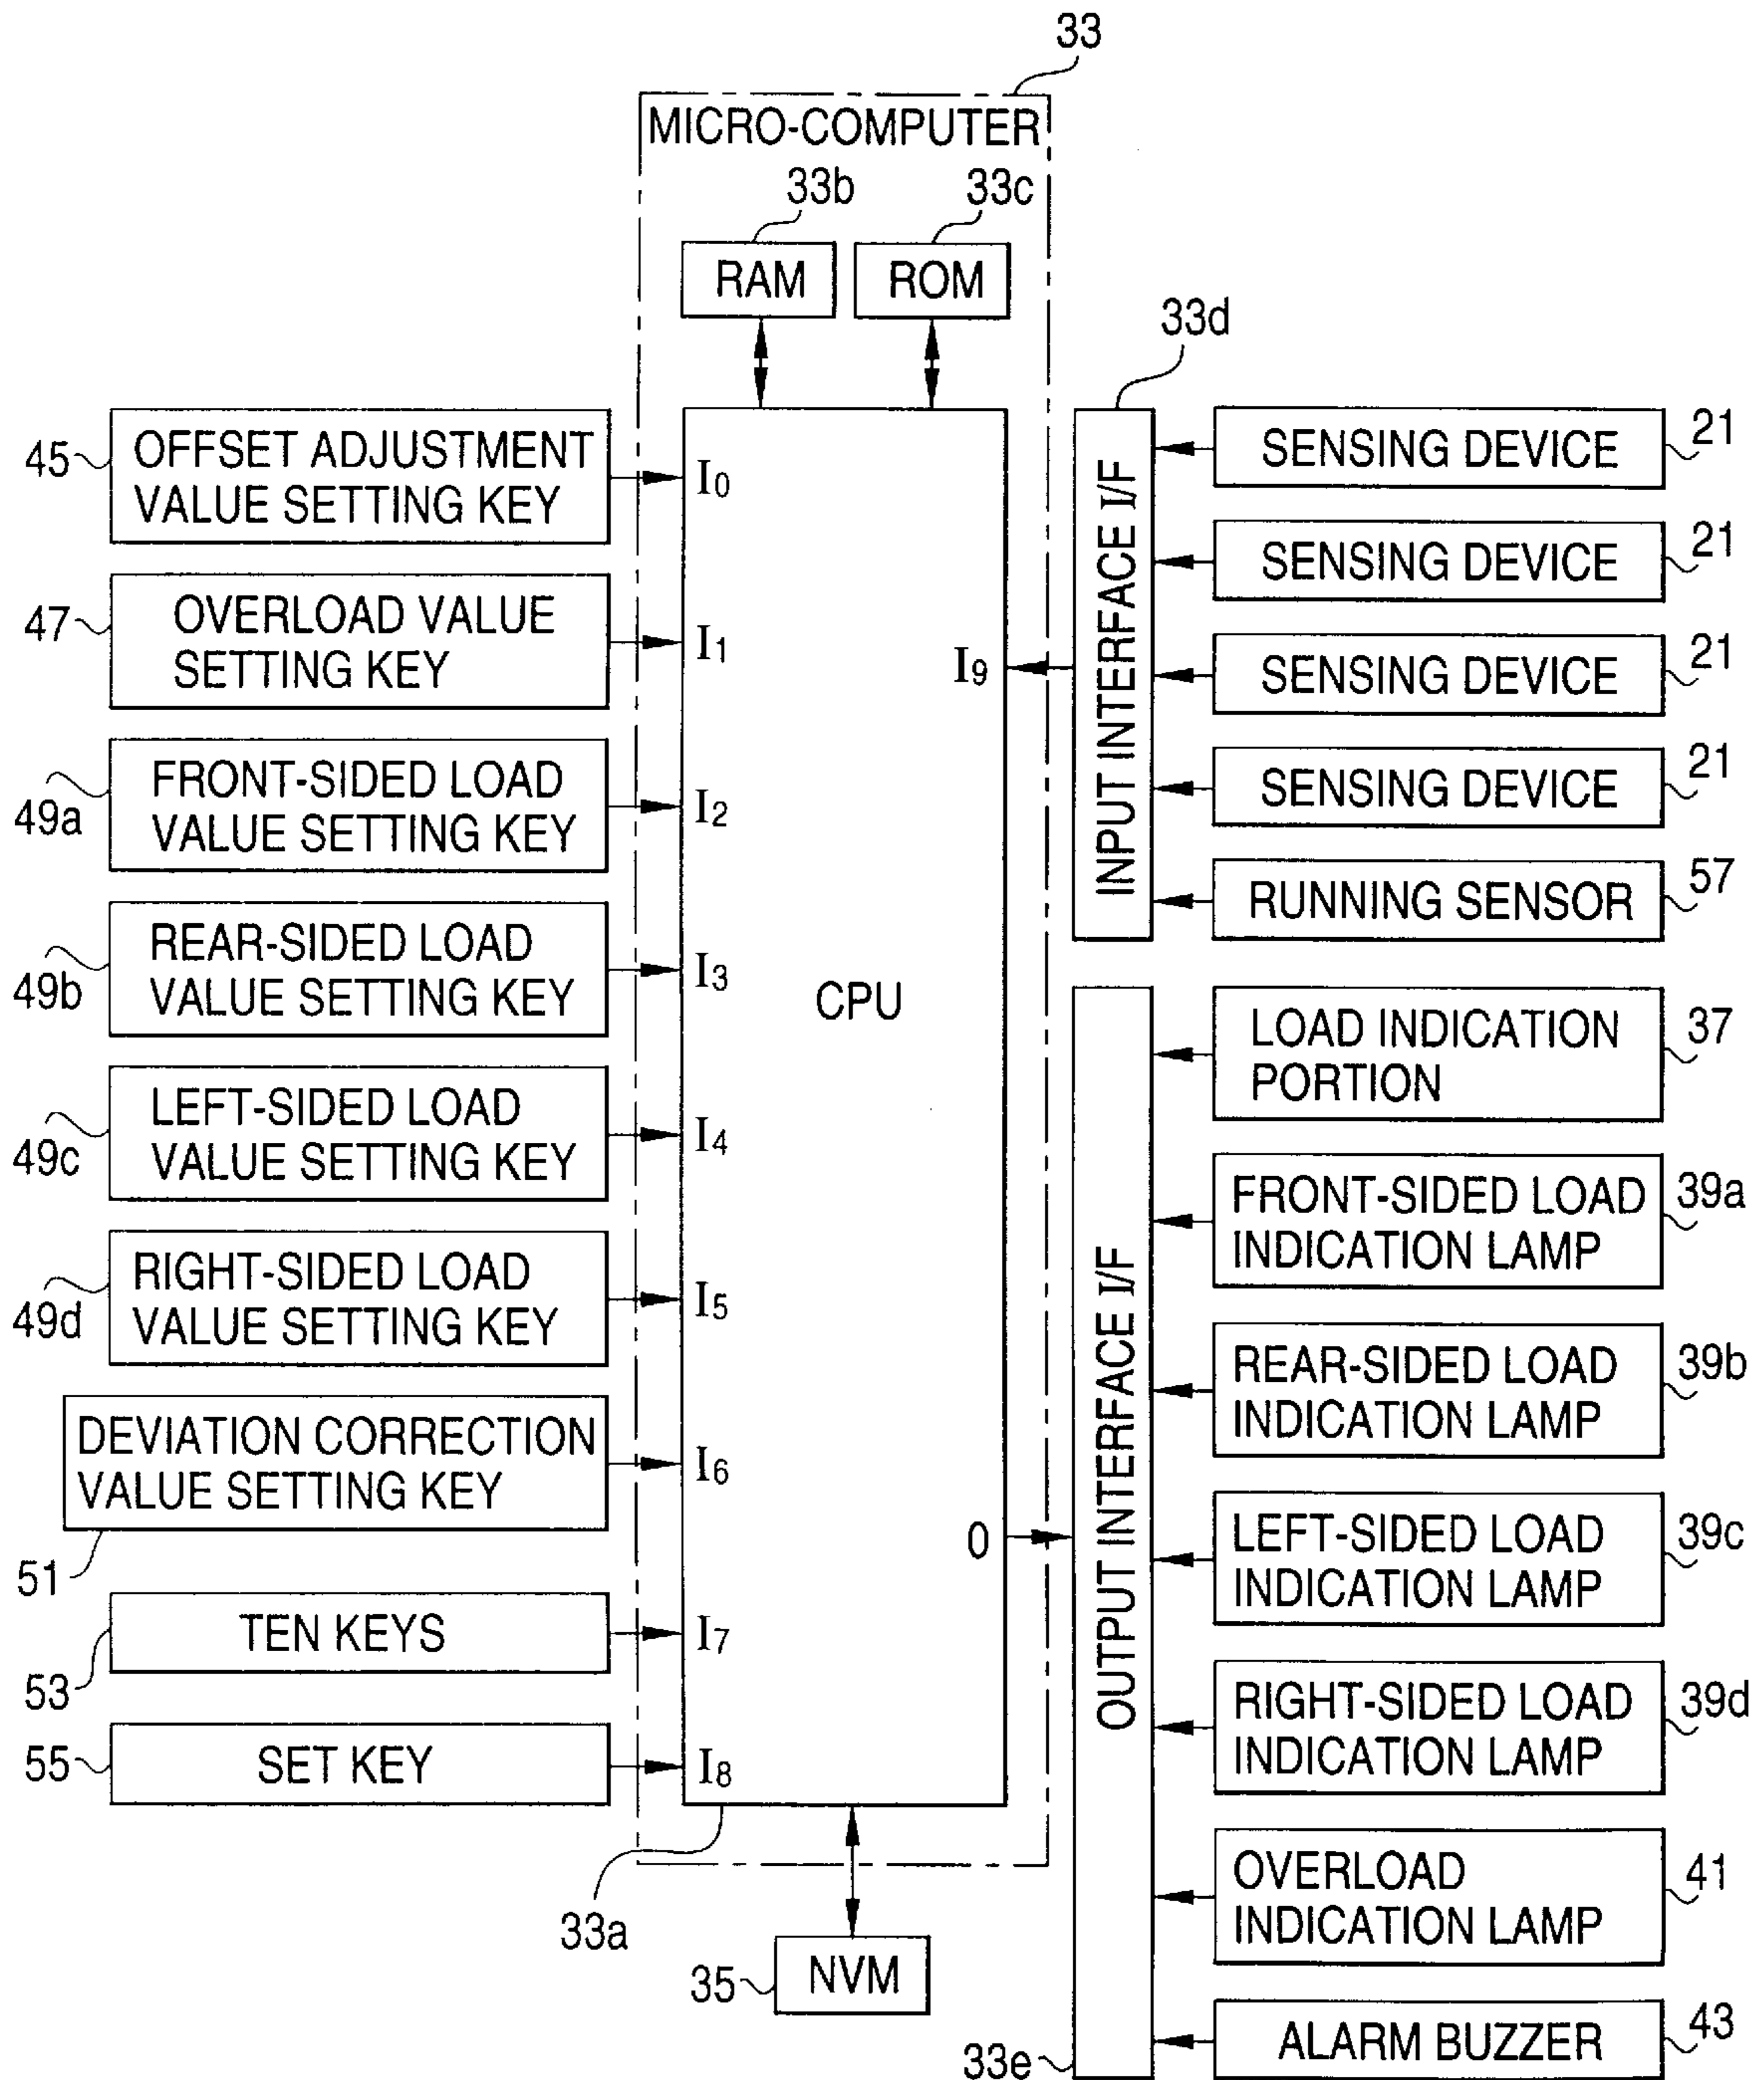 33
MICRO-COMPUTER
33b
33c
RAM
ROM
33d
45
OFFSET ADJUSTMENT
VALUE SETTING KEY
I0
47
OVERLOAD VALUE
SETTING KEY
I1
49a
FRONT-SIDED LOAD
VALUE SETTING KEY
I2
49b
REAR-SIDED LOAD
VALUE SETTING KEY
I3
49c
LEFT-SIDED LOAD
VALUE SETTING KEY
I4
49d
RIGHT-SIDED LOAD
VALUE SETTING KEY
I5
DEVIATION CORRECTION
VALUE SETTING KEY
51
I6
TEN KEYS
53
I7
55
SET KEY
I8
CPU
I9
O
33a
35
NVM
INPUT INTERFACE I/F
SENSING DEVICE
21
SENSING DEVICE
21
SENSING DEVICE
21
SENSING DEVICE
21
RUNNING SENSOR
57
OUTPUT INTERFACE I/F
33e
LOAD INDICATION
PORTION
37
FRONT-SIDED LOAD
INDICATION LAMP
39a
REAR-SIDED LOAD
INDICATION LAMP
39b
LEFT-SIDED LOAD
INDICATION LAMP
39c
RIGHT-SIDED LOAD
INDICATION LAMP
39d
OVERLOAD
INDICATION LAMP
41
ALARM BUZZER
43